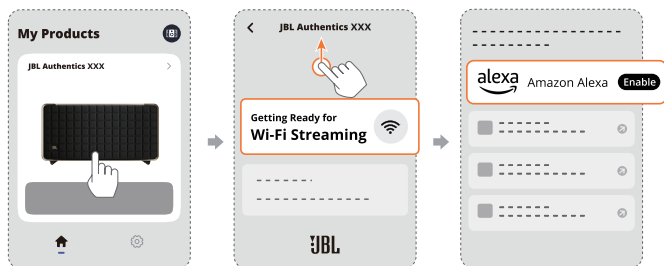 My Products
JBL Authentics XXX
JBL
JBL Authentics XXX
Getting Ready for
Wi-Fi Streaming
JBL
alexa Amazon Alexa Enable